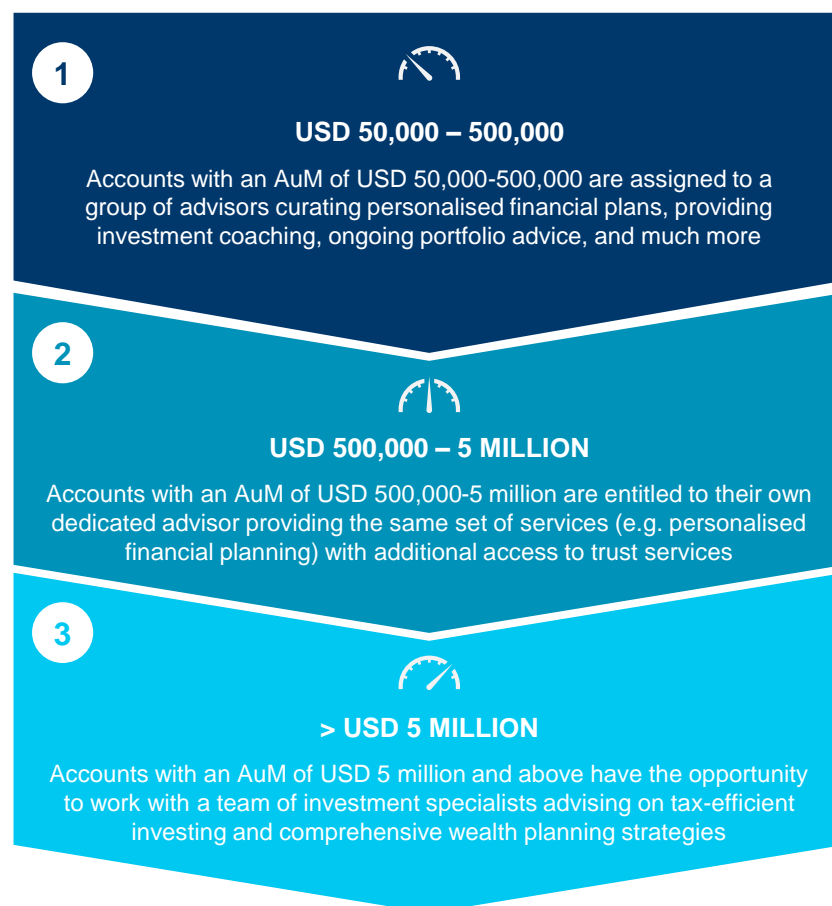 1
USD 50,000 – 500,000
Accounts with an AuM of USD 50,000-500,000 are assigned to a
group of advisors curating personalised financial plans, providing
investment coaching, ongoing portfolio advice, and much more
2
USD 500,000 – 5 MILLION
Accounts with an AuM of USD 500,000-5 million are entitled to their own
dedicated advisor providing the same set of services (e.g. personalised
financial planning) with additional access to trust services
3
> USD 5 MILLION
Accounts with an AuM of USD 5 million and above have the opportunity
to work with a team of investment specialists advising on tax-efficient
investing and comprehensive wealth planning strategies